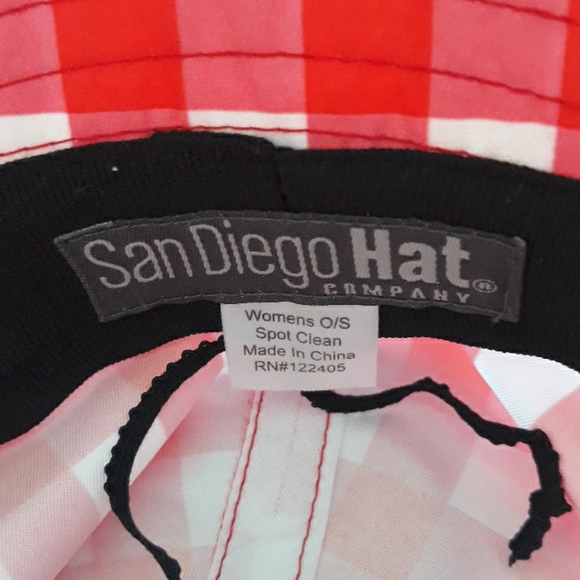 San Diego Hat ®
COMPANY
Womens O/S
Spot Clean
Made In China
RN#122405